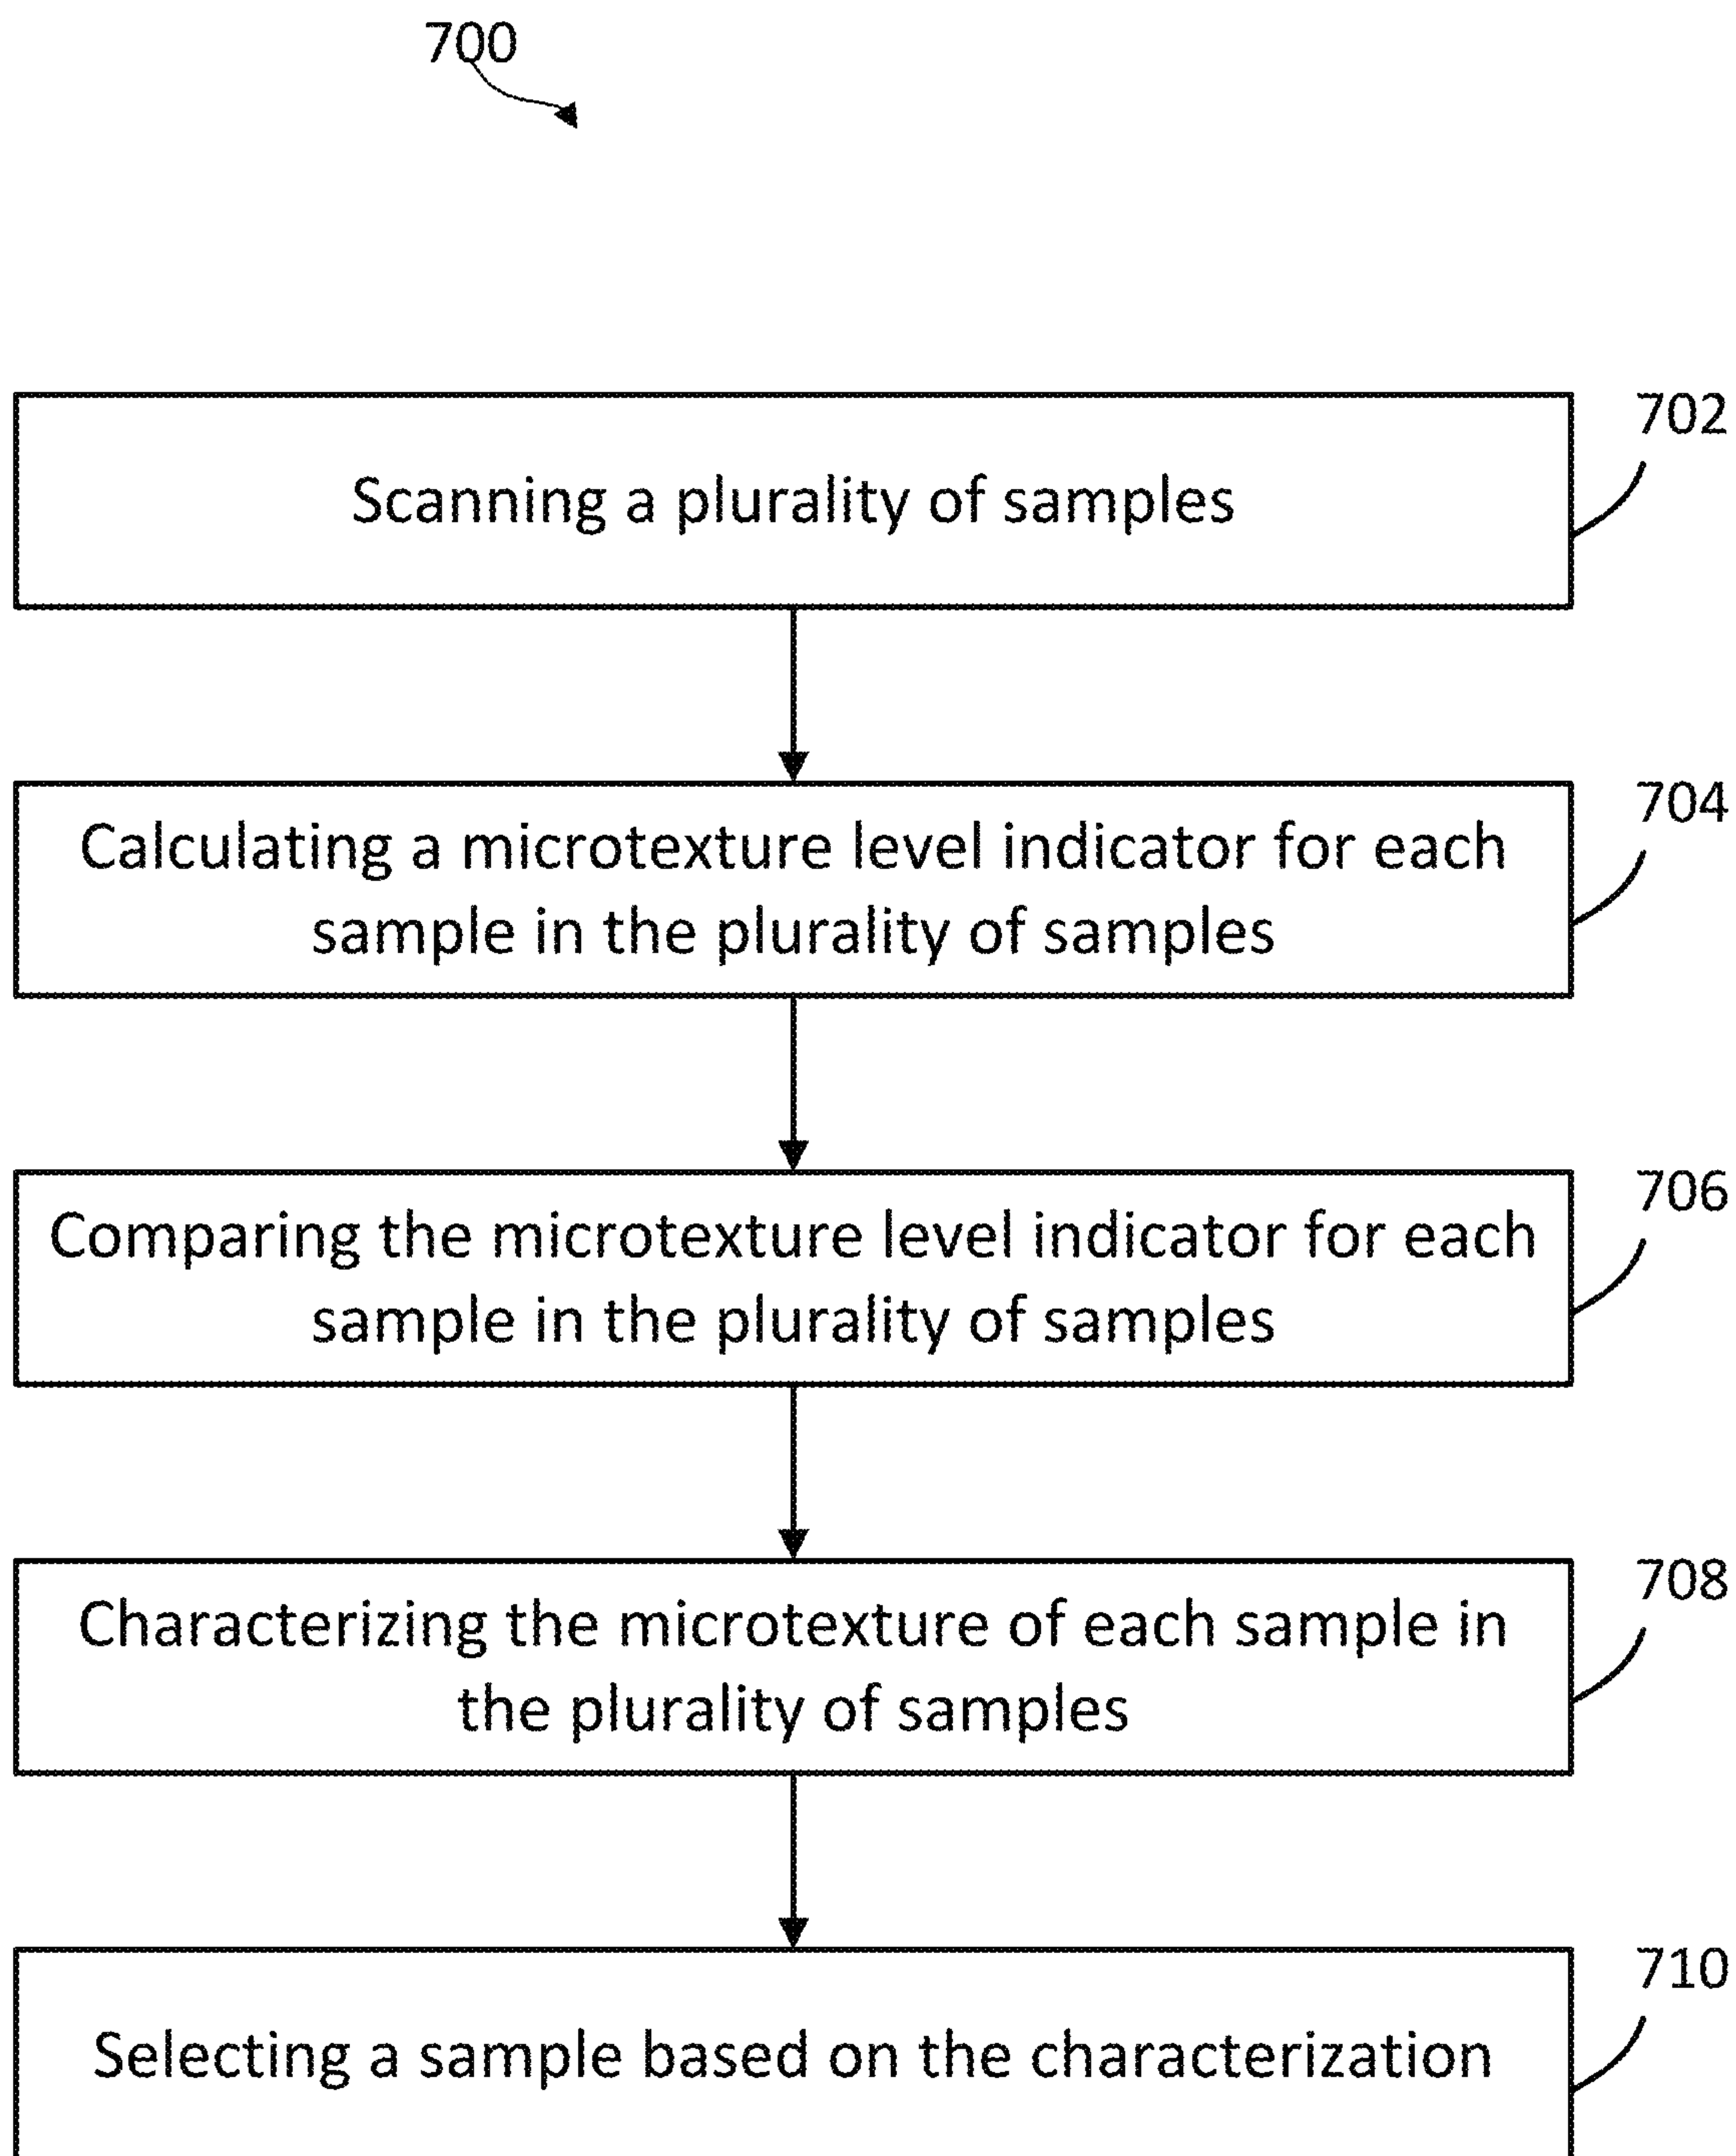 700
702
Scanning a plurality of samples
704
Calculating a microtexture level indicator for each
sample in the plurality of samples
706
Comparing the microtexture level indicator for each
sample in the plurality of samples
708
Characterizing the microtexture of each sample in
the plurality of samples
710
Selecting a sample based on the characterization